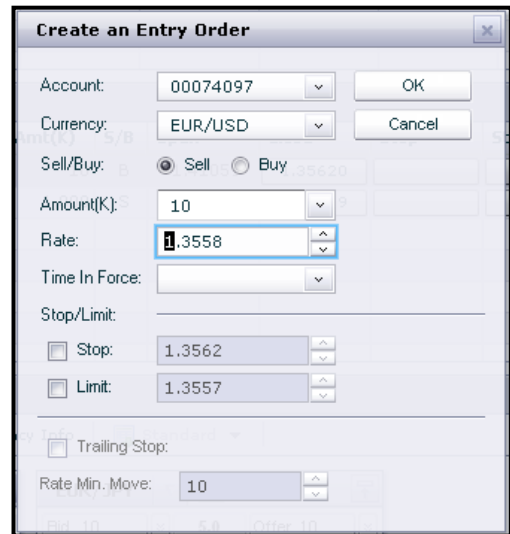 Create an Entry Order
Account: 00074097 OK
Currency: EUR/USD Cancel
Sell/Buy: Sell Buy
Amount(K): 10
Rate: 1.3558
Time In Force:
Stop/Limit:
Stop: 1.3562
Limit: 1.3557
Trailing Stop:
Rate Min. Move: 10